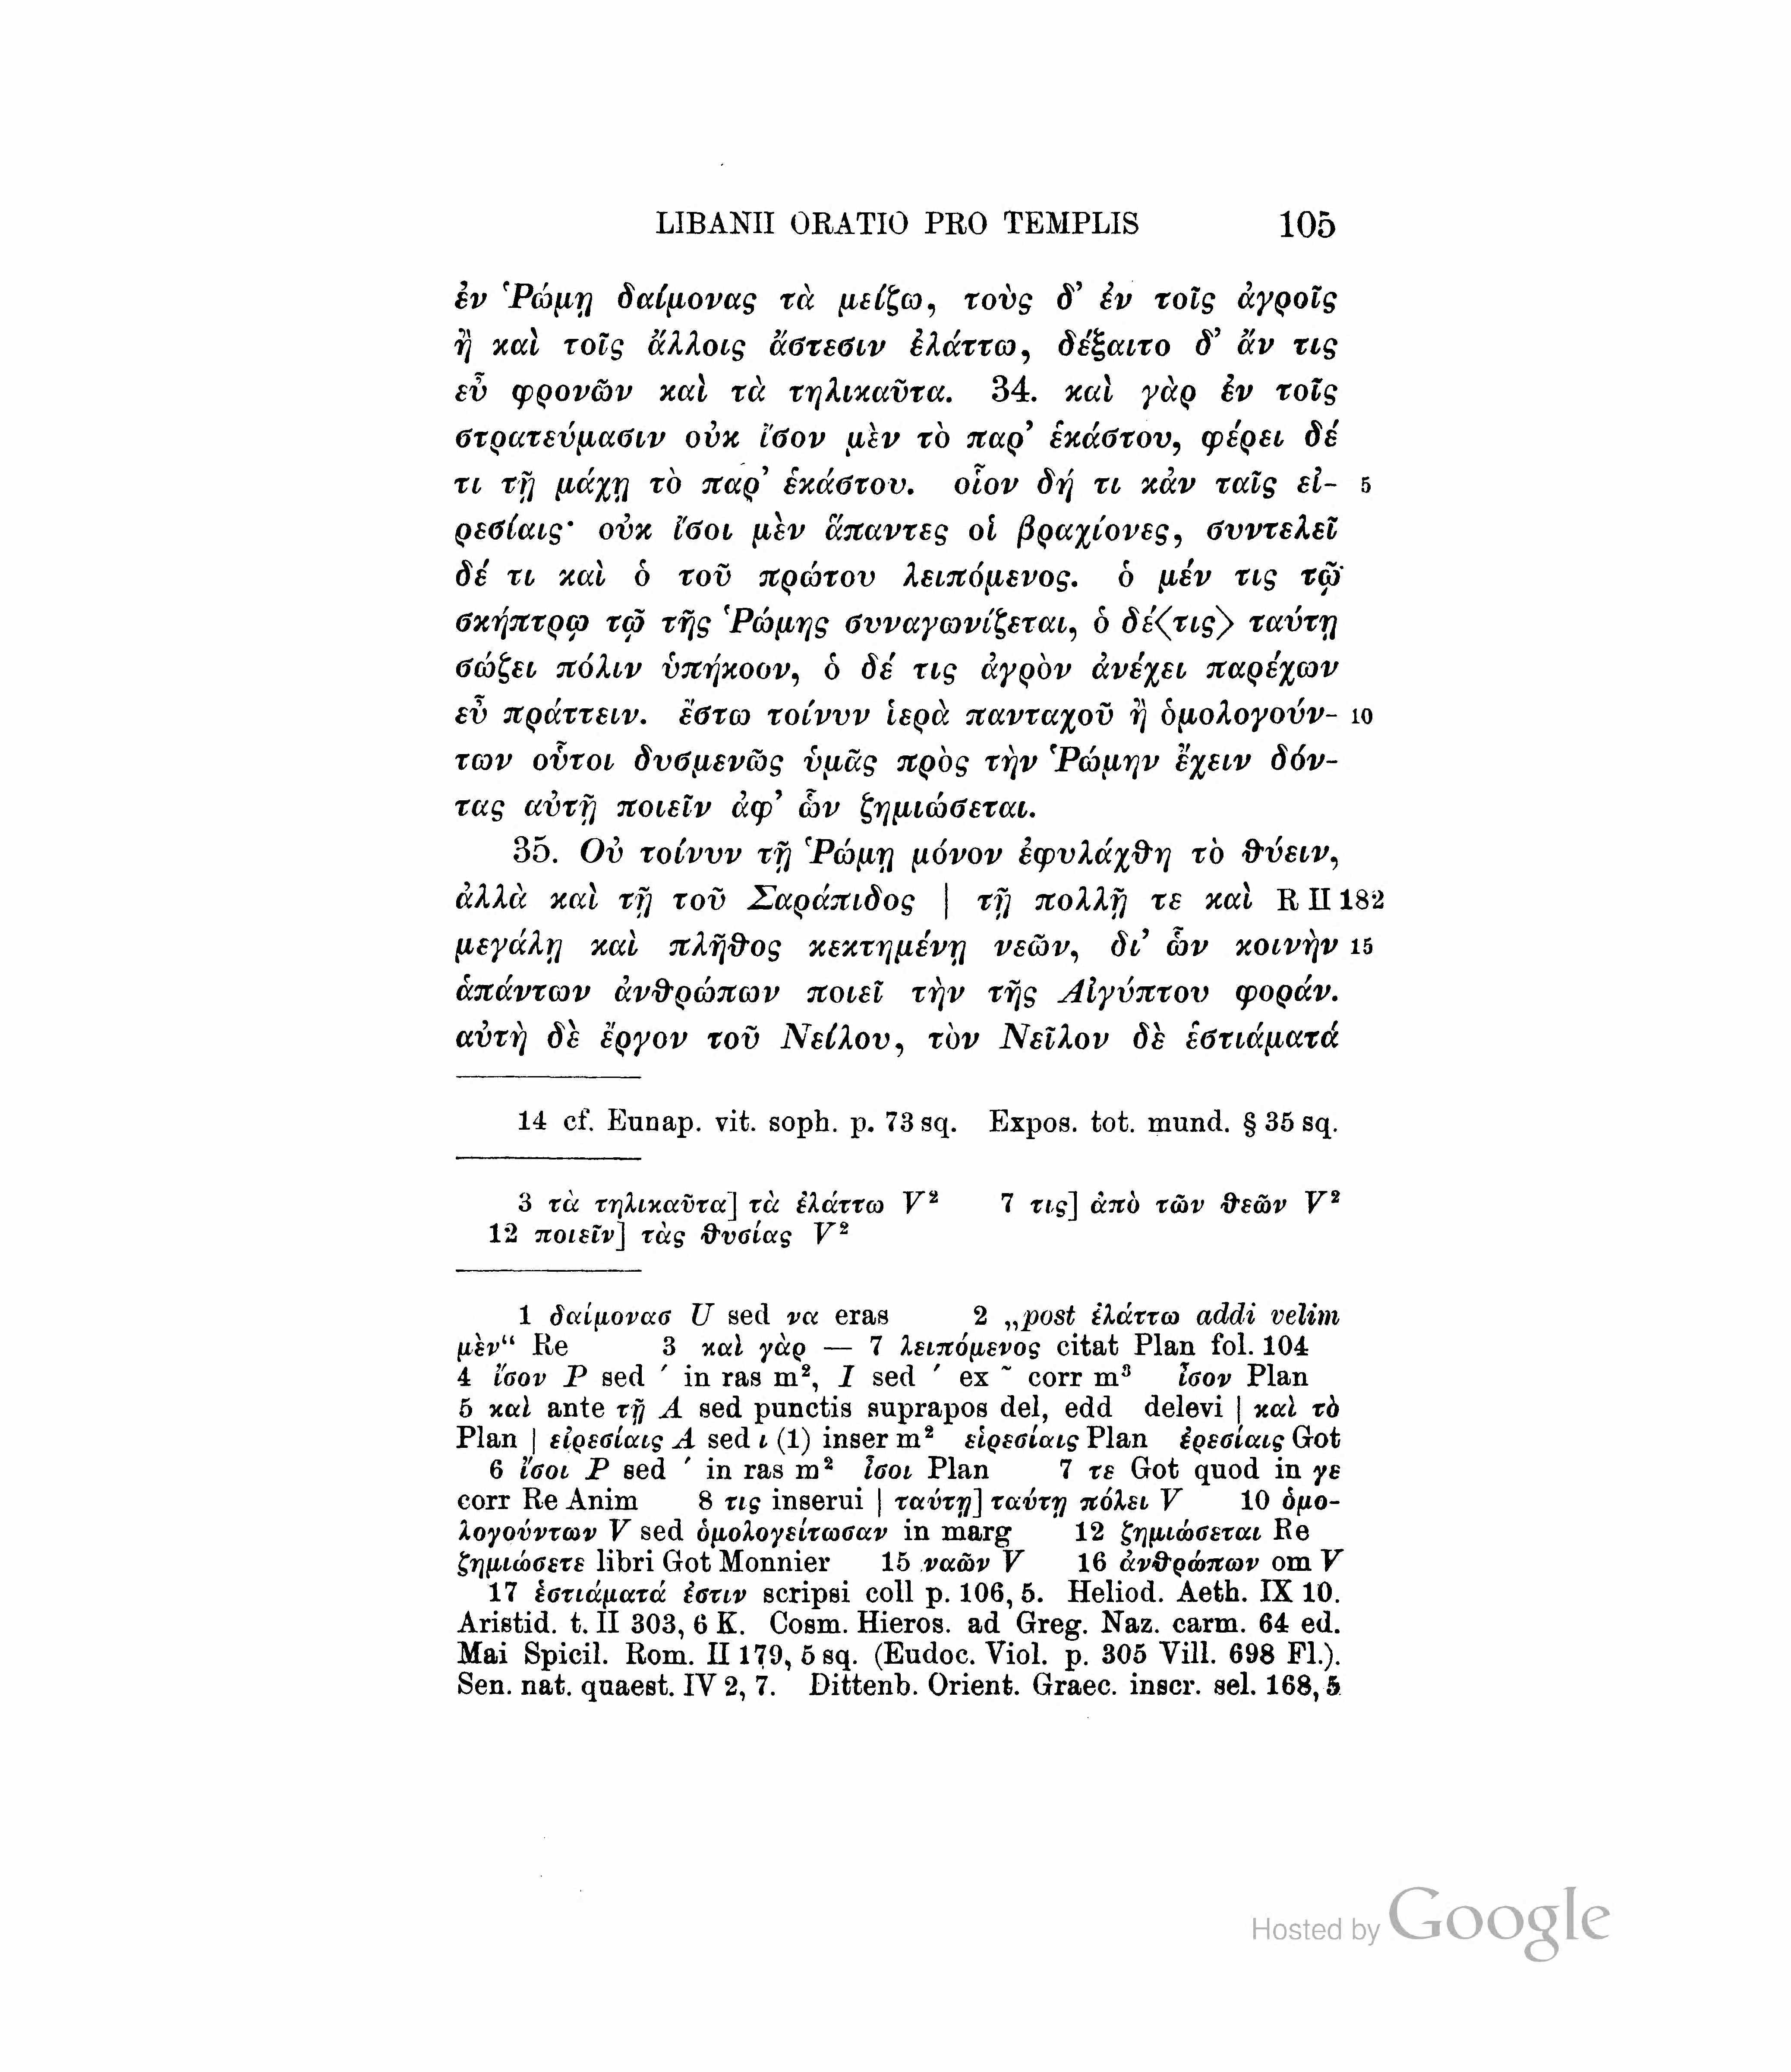 LIBANII ORATIO PRO TEMPLIS 105
ἐν Ῥώμῃ δαίμονας τὰ μείζω, τοὺς δ’ ἐν τοῖς ἀγροῖς
ἢ καὶ τοῖς ἄλλοις ἄστεσιν ἐλάττω, δέξαιτο δ’ ἄν τις
εὖ φρονῶν καὶ τὰ τηλικαῦτα. 34. καὶ γὰρ ἐν τοῖς
στρατεύμασιν οὐκ ἴσον μὲν τὸ παρ’ ἑκάστου, φέρει δέ
τι τῇ μάχῃ τὸ παρ’ ἑκάστου. οἷον δή τι κἀν ταῖς εἰ- 5
ρεσίαις· οὐκ ἴσοι μὲν ἅπαντες οἱ βραχίονες, συντελεῖ
δέ τι καὶ ὁ τοῦ πρώτου λειπόμενος. ὁ μέν τις τῷ
σκήπτρῳ τῷ τῆς Ῥώμης συναγωνίζεται, ὁ δέ〈τις〉 ταύτῃ
σώζει πόλιν ὑπήκοον, ὁ δέ τις ἀγρὸν ἀνέχει παρέχων
εὖ πράττειν. ἔστω τοίνυν ἱερὰ πανταχοῦ ἢ ὁμολογούν- 10
των οὗτοι δυσμενῶς ὑμᾶς πρὸς τὴν Ῥώμην ἔχειν δόν-
τας αὐτῇ ποιεῖν ἀφ’ ὧν ζημιώσεται.
35. Οὐ τοίνυν τῇ Ῥώμῃ μόνον ἐφυλάχθη τὸ θύειν,
ἀλλὰ καὶ τῇ τοῦ Σαράπιδος | τῇ πολλῇ τε καὶ R II 182
μεγάλῃ καὶ πλῆθος κεκτημένῃ νεῶν, δι’ ὧν κοινὴν 15
ἁπάντων ἀνθρώπων ποιεῖ τὴν τῆς Αἰγύπτου φοράν.
αὐτὴ δὲ ἔργον τοῦ Νείλου, τὸν Νεῖλον δὲ ἑστιάματά
14 cf. Eunap. vit. soph. p. 73 sq. Expos. tot. mund. § 35 sq.
3 τὰ τηλικαῦτα] τὰ ἐλάττω V² 7 τις] ἀπὸ τῶν θεῶν V²
12 ποιεῖν] τὰς θυσίας V²
1 δαίμονασ U sed να eras 2 „post ἐλάττω addi velim
μὲν“ Re 3 καὶ γὰρ — 7 λειπόμενος citat Plan fol. 104
4 ἴσον P sed ´ in ras m², I sed ´ ex ῀ corr m³ ἶσον Plan
5 καὶ ante τῇ A sed punctis suprapos del, edd delevi | καὶ τὸ
Plan | εἰρεσίαις A sed ι (1) inser m² εἰρεσίαις Plan ἐρεσίαις Got
6 ἴσοι P sed ´ in ras m² ἶσοι Plan 7 τε Got quod in γε
corr Re Anim 8 τις inserui | ταύτῃ] ταύτῃ πόλει V 10 ὁμο-
λογούντων V sed ὁμολογείτωσαν in marg 12 ζημιώσεται Re
ζημιώσετε libri Got Monnier 15 ναῶν V 16 ἀνθρώπων om V
17 ἑστιάματά ἐστιν scripsi coll p. 106, 5. Heliod. Aeth. IX 10.
Aristid. t. II 303, 6 K. Cosm. Hieros. ad Greg. Naz. carm. 64 ed.
Mai Spicil. Rom. II 179, 5 sq. (Eudoc. Viol. p. 305 Vill. 698 Fl.).
Sen. nat. quaest. IV 2, 7. Dittenb. Orient. Graec. inscr. sel. 168, 5
Hosted by Google